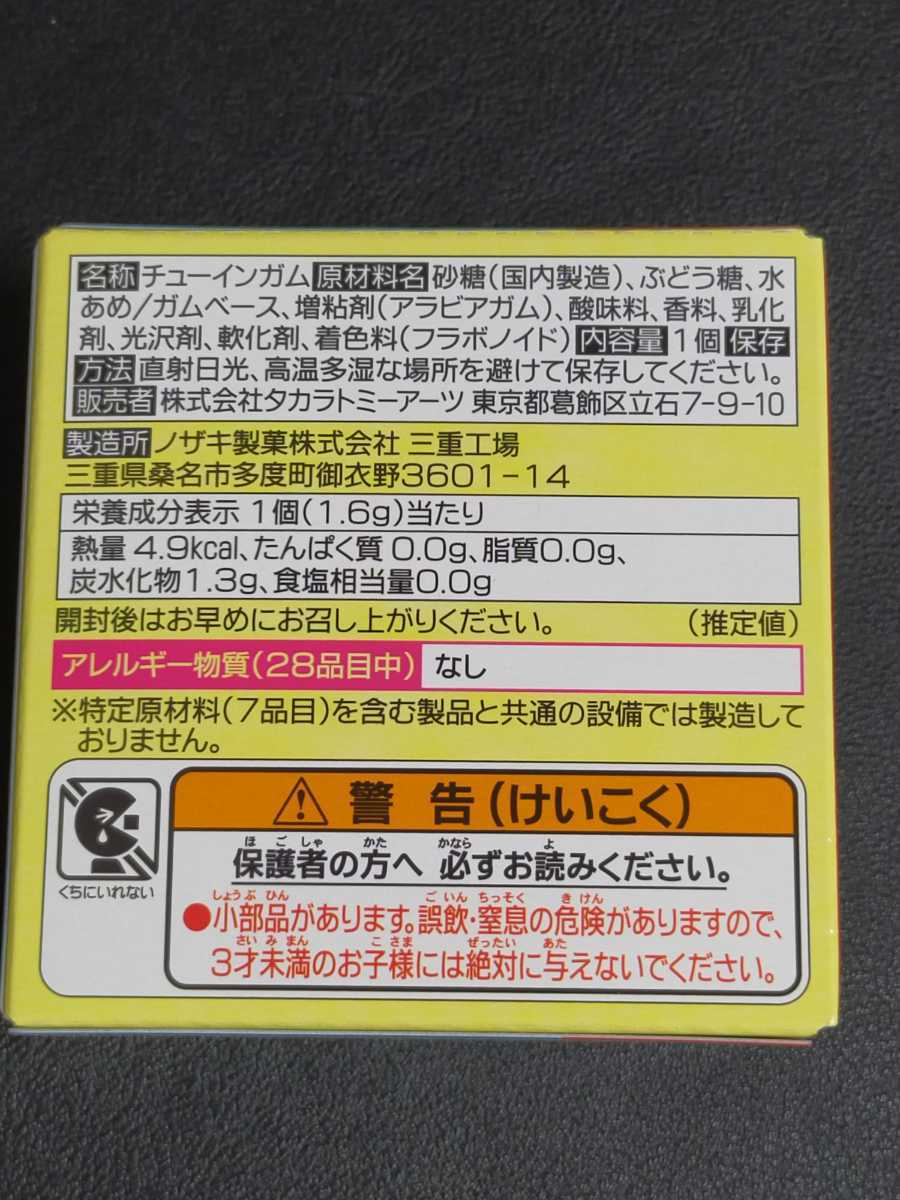 名称 チューインガム 原材料名 砂糖(国内製造)、ぶどう糖、水
あめ/ガムベース、増粘剤(アラビアガム)、酸味料、香料、乳化
剤、光沢剤、軟化剤、着色料(フラボノイド) 内容量 1個 保存
方法 直射日光、高温多湿な場所を避けて保存してください。
販売者 株式会社タカラトミーアーツ 東京都葛飾区立石7-9-10
製造所 ノザキ製菓株式会社 三重工場
三重県桑名市多度町御衣野3601-14
栄養成分表示 1個(1.6g)当たり
熱量 4.9kcal、たんぱく質 0.0g、脂質0.0g、
炭水化物1.3g、食塩相当量0.0g
開封後はお早めにお召し上がりください。 (推定値)
アレルギー物質(28品目中) なし
※特定原材料(7品目)を含む製品と共通の設備では製造して
おりません。
くちにいれない
警告(けいこく)
ほごしゃ かた かなら よ
保護者の方へ 必ずお読みください。
しょうぶひん ごいん ちっそく きけん
●小部品があります。誤飲・窒息の危険がありますので、
さいみまん こさま ぜったい あた
3才未満のお子様には絶対に与えないでください。